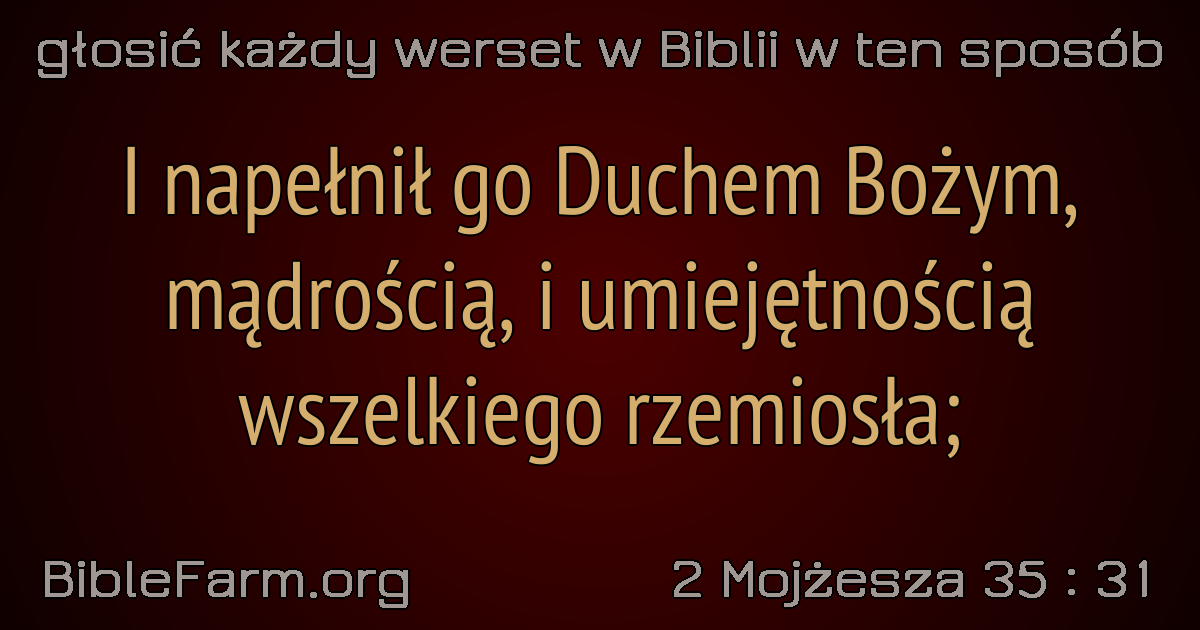 głosić każdy werset w Biblii w ten sposób
I napełnił go Duchem Bożym,
mądrością, i umiejętnością
wszelkiego rzemiosła;
BibleFarm.org
2 Mojżesza 35 : 31